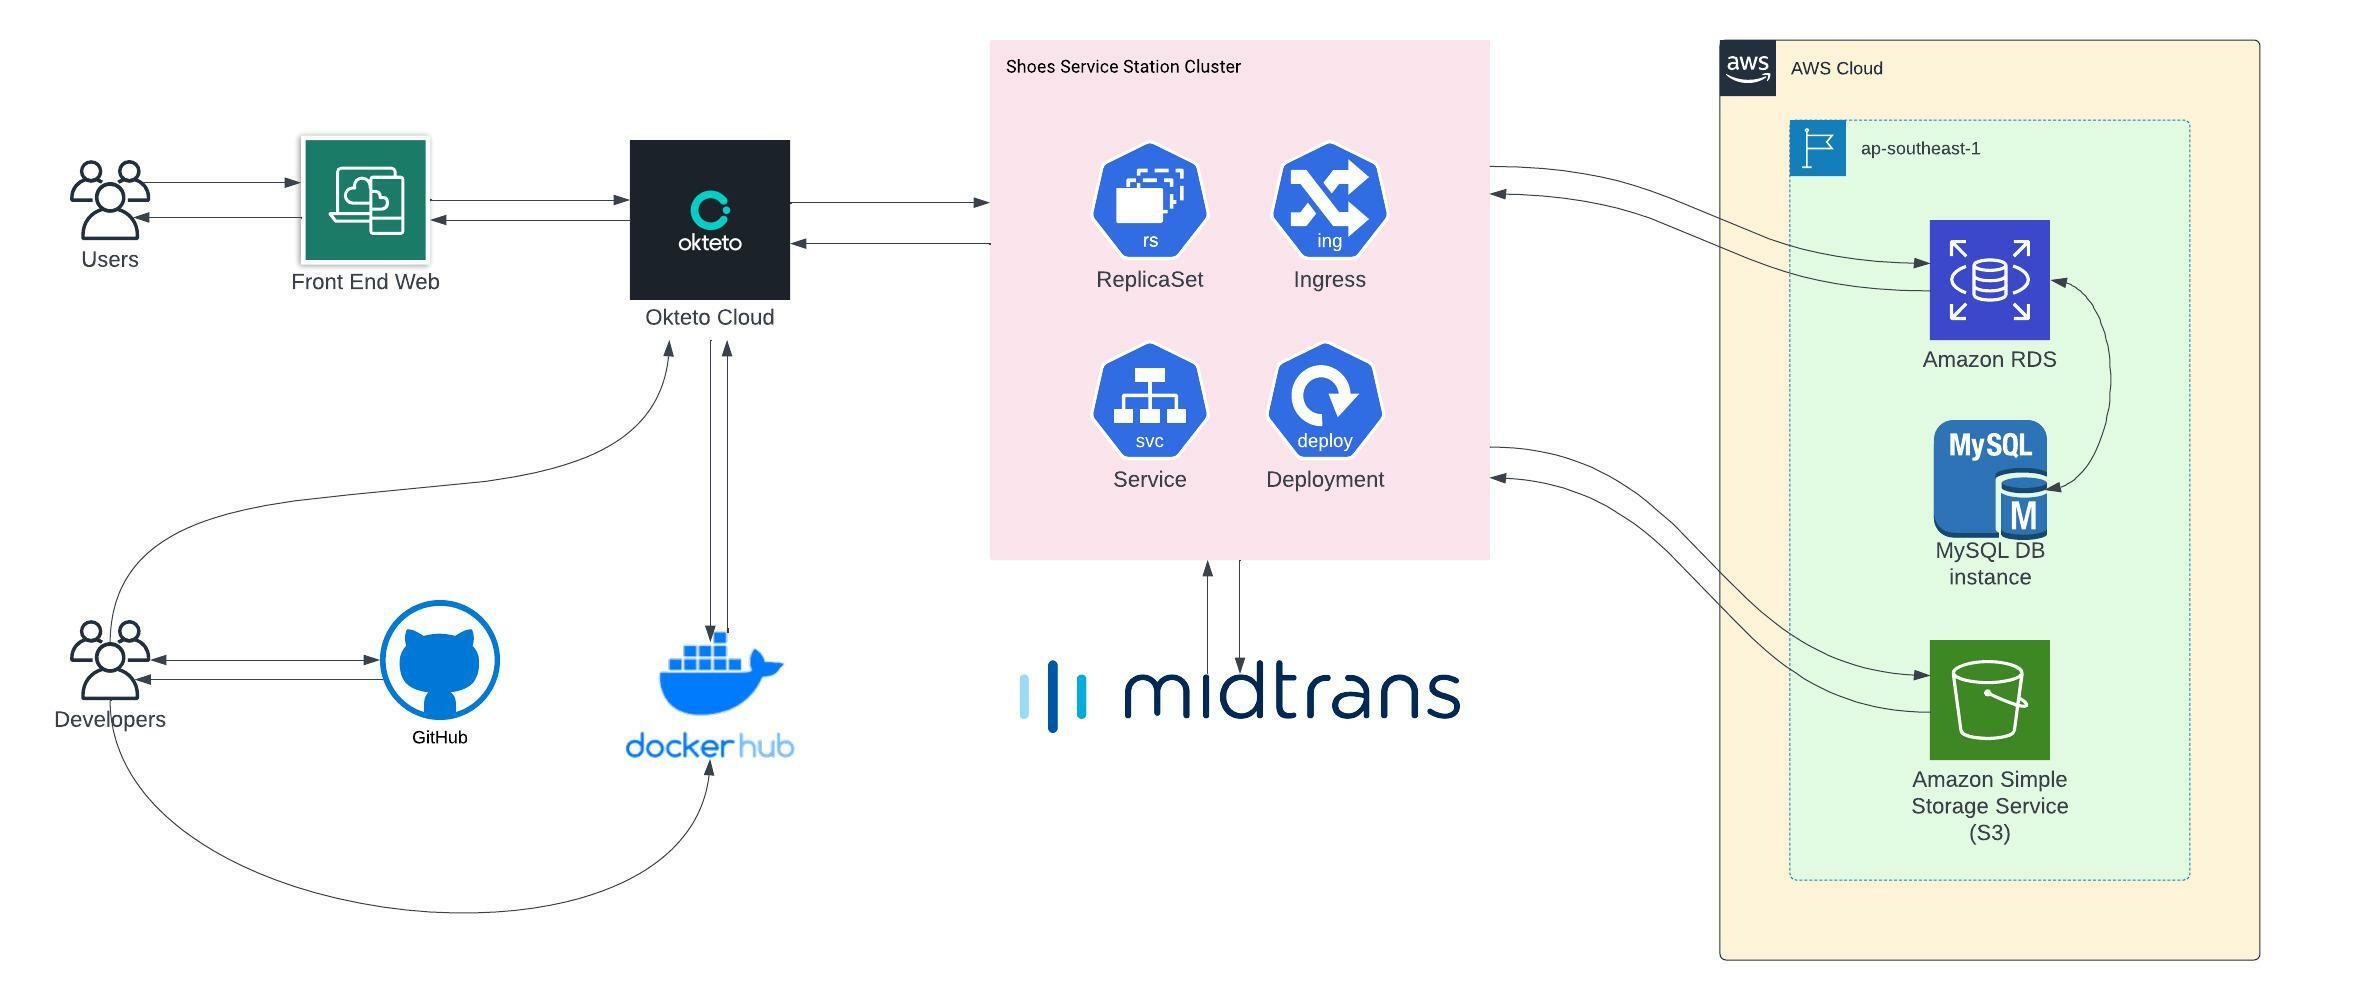 Shoes Service Station Cluster
aws
AWS Cloud
ap-southeast-1
Users
Front End Web
okteto
Okteto Cloud
rs
ReplicaSet
ing
Ingress
svc
Service
deploy
Deployment
Amazon RDS
MySQL
M
MySQL DB
instance
Developers
GitHub
dockerhub
midtrans
Amazon Simple
Storage Service
(S3)